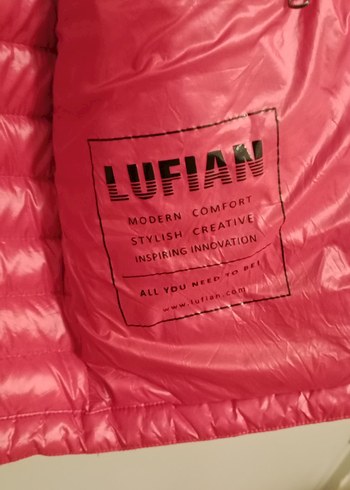 LUFIAN
MODERN COMFORT
STYLISH CREATIVE
INSPIRING INNOVATION
ALL YOU NEED TO BE!
www.lufian.com